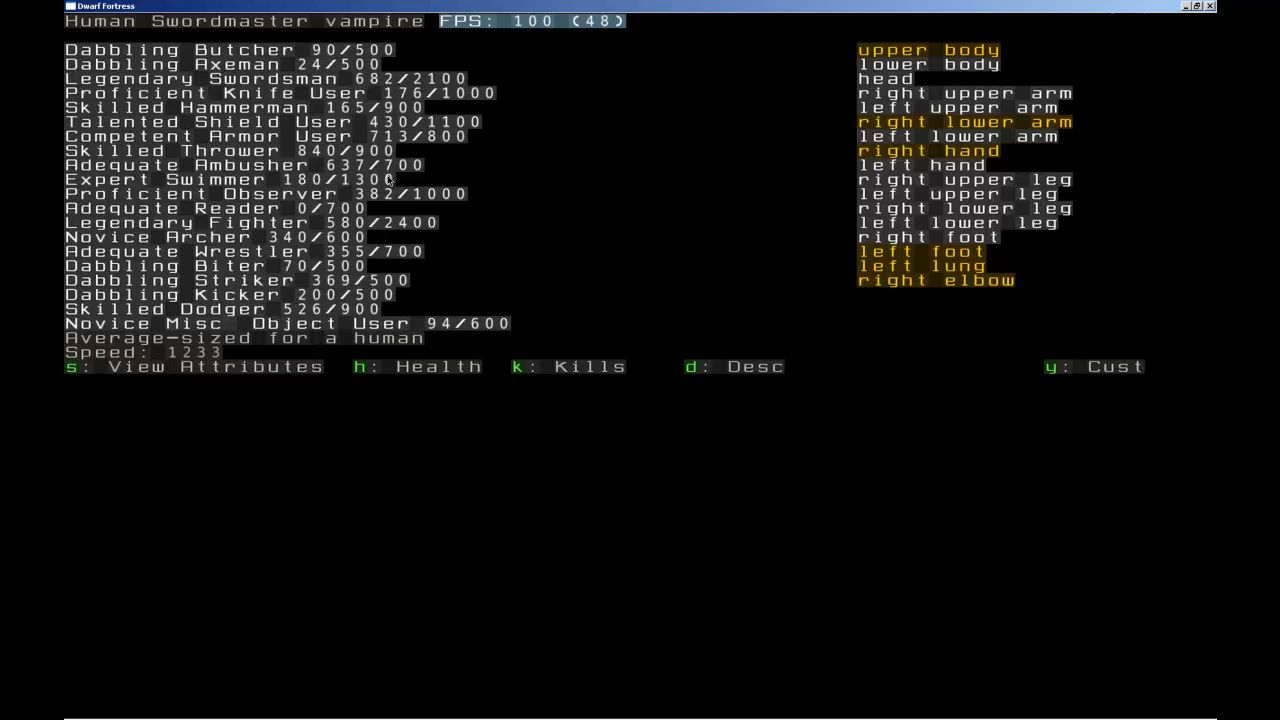 Dwarf Fortress
Human Swordmaster vampire FPS: 100 (48)
Dabbling Butcher 90/500
Dabbling Axeman 24/500
Legendary Swordsman 682/2100
Proficient Knife User 176/1000
Skilled Hammerman 165/900
Talented Shield User 430/1100
Competent Armor User 713/800
Skilled Thrower 840/900
Adequate Ambusher 637/700
Expert Swimmer 180/1300
Proficient Observer 382/1000
Adequate Reader 0/700
Legendary Fighter 580/2400
Novice Archer 340/600
Adequate Wrestler 355/700
Dabbling Biter 70/500
Dabbling Striker 369/500
Dabbling Kicker 200/500
Skilled Dodger 526/900
Novice Misc Object User 94/600
Average-sized for a human
Speed: 1233
upper body
lower body
head
right upper arm
left upper arm
right lower arm
left lower arm
right hand
left hand
right upper leg
left upper leg
right lower leg
left lower leg
right foot
left foot
left lung
right elbow
s: View Attributes h: Health k: Kills d: Desc y: Cust